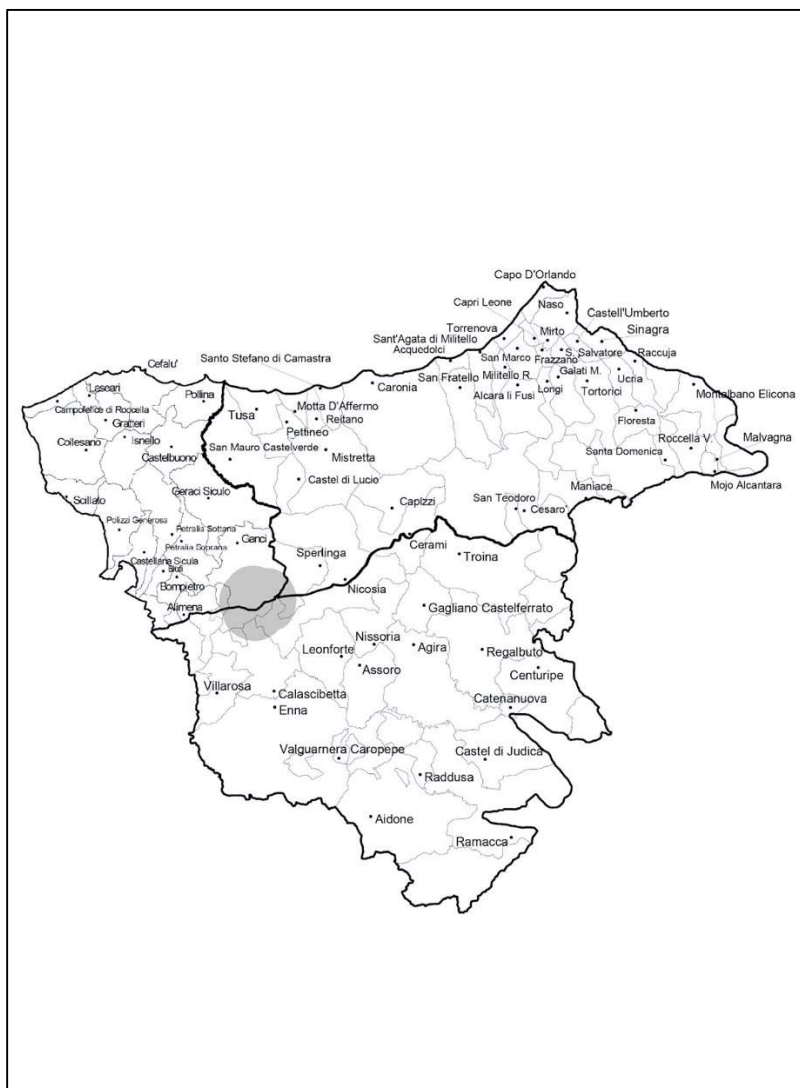 Capo D'Orlando
Capri Leone
Naso
Castell'Umberto
Torrenova
Mirto
Sinagra
Sant'Agata di Militello
Acquedolci
San Marco
Frazzano
S. Salvatore
Raccuja
Santo Stefano di Camastra
Cefalu'
San Fratello
Militello R.
Galati M.
Ucria
Caronia
Alcara li Fusi
Longi
Tortorici
Montalbano Elicona
Lascari
Pollina
Campofelice di Roccella
Gratteri
Tusa
Motta D'Affermo
Reitano
Pettineo
Floresta
Collesano
Isnello
Castelbuono
San Mauro Castelverde
Mistretta
Roccella V.
Malvagna
Santa Domenica
Mojo Alcantara
Castel di Lucio
Scillato
Geraci Siculo
Capizzi
San Teodoro
Cesaro'
Maniace
Polizzi Generosa
Petralia Sottana
Petralia Soprana
Ganci
Castellana Sicula
Bompietro
Alimena
Sperlinga
Cerami
Troina
Nicosia
Gagliano Castelferrato
Leonforte
Nissoria
Agira
Regalbuto
Assoro
Centuripe
Villarosa
Calascibetta
Catenanuova
Enna
Valguarnera Caropepe
Castel di Judica
Raddusa
Aidone
Ramacca